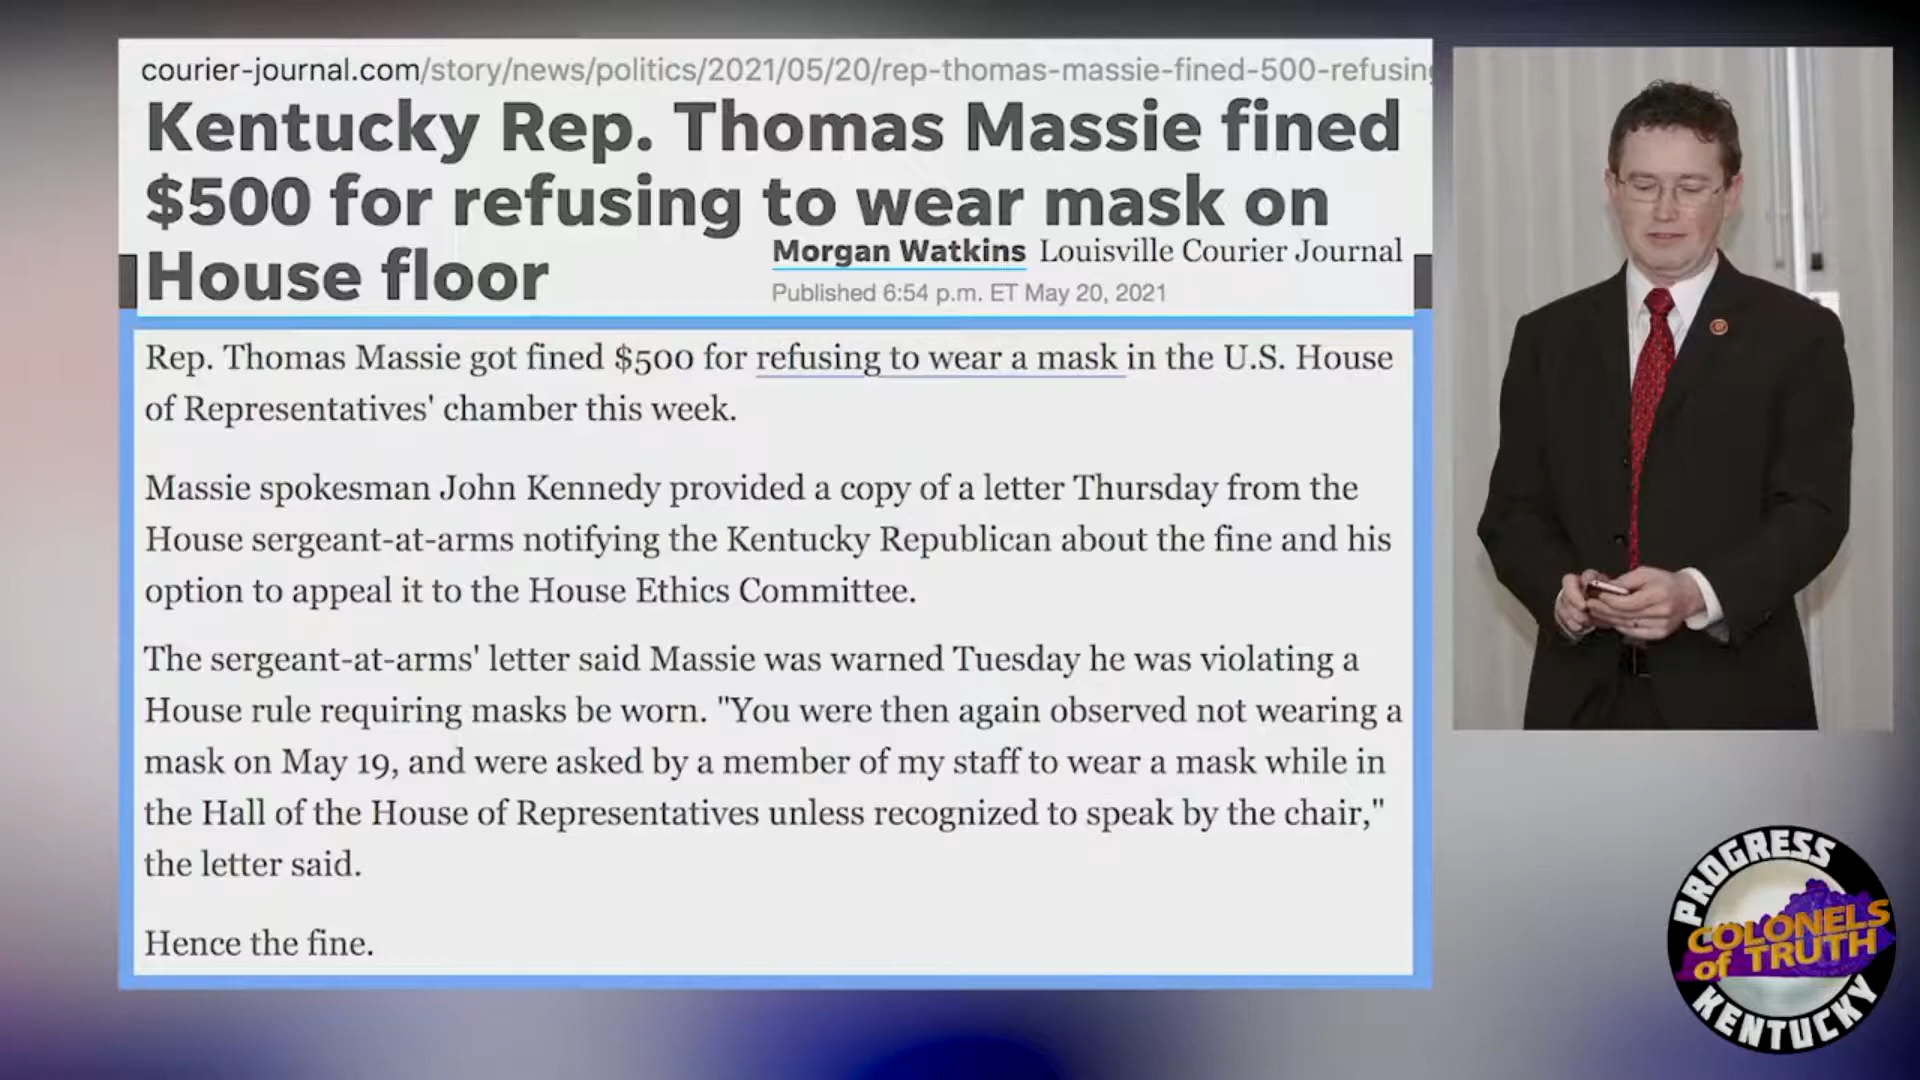 courier-journal.com/story/news/politics/2021/05/20/rep-thomas-massie-fined-500-refusing
Kentucky Rep. Thomas Massie fined
$500 for refusing to wear mask on
House floor
Morgan Watkins Louisville Courier Journal
Published 6:54 p.m. ET May 20, 2021
Rep. Thomas Massie got fined $500 for refusing to wear a mask in the U.S. House
of Representatives' chamber this week.
Massie spokesman John Kennedy provided a copy of a letter Thursday from the
House sergeant-at-arms notifying the Kentucky Republican about the fine and his
option to appeal it to the House Ethics Committee.
The sergeant-at-arms' letter said Massie was warned Tuesday he was violating a
House rule requiring masks be worn. "You were then again observed not wearing a
mask on May 19, and were asked by a member of my staff to wear a mask while in
the Hall of the House of Representatives unless recognized to speak by the chair,"
the letter said.
Hence the fine.
PROGRESS
COLONELS
of TRUTH
KENTUCKY